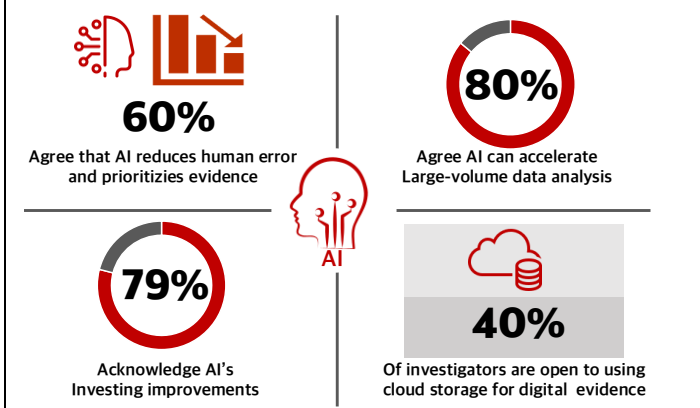 60%
Agree that AI reduces human error
and prioritizies evidence
80%
Agree AI can accelerate
Large-volume data analysis
AI
79%
Acknowledge AI's
Investing improvements
40%
Of investigators are open to using
cloud storage for digital evidence